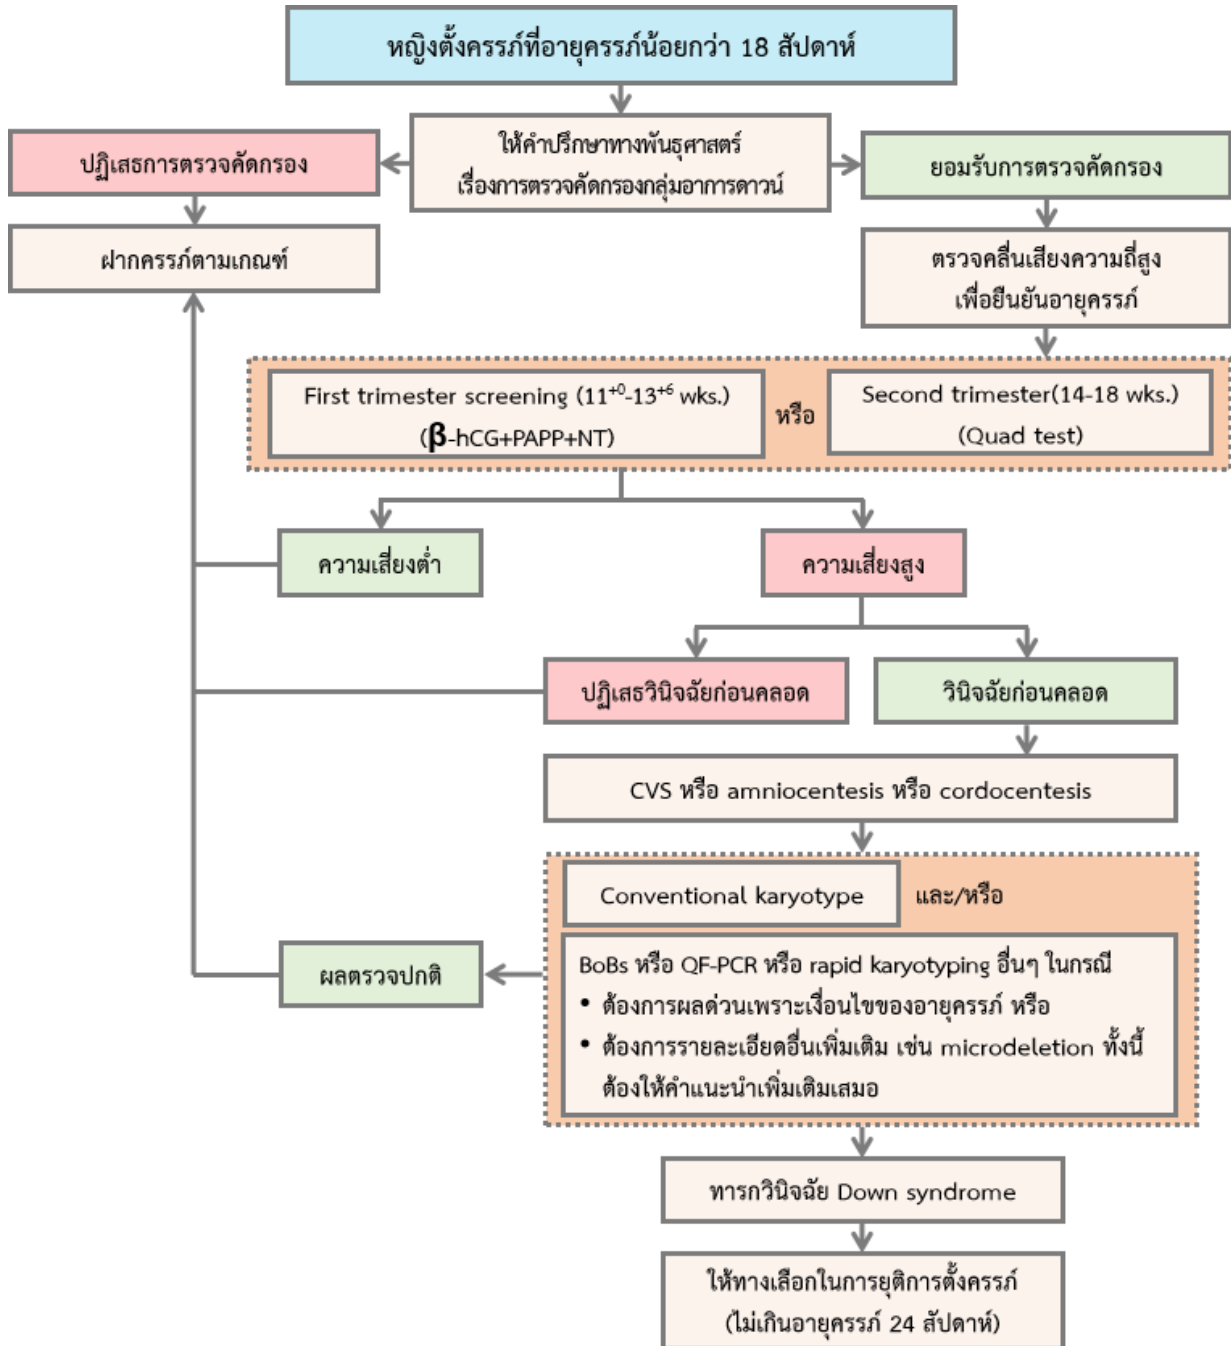 หญิงตั้งครรภ์ที่อายุครรภ์น้อยกว่า 18 สัปดาห์
ให้คำปรึกษาทางพันธุศาสตร์
เรื่องการตรวจคัดกรองกลุ่มอาการดาวน์
ปฏิเสธการตรวจคัดกรอง
ยอมรับการตรวจคัดกรอง
ฝากครรภ์ตามเกณฑ์
ตรวจคลื่นเสียงความถี่สูง
เพื่อยืนยันอายุครรภ์
First trimester screening (11⁺⁰-13⁺⁶ wks.)
(β-hCG+PAPP+NT)
หรือ
Second trimester(14-18 wks.)
(Quad test)
ความเสี่ยงต่ำ
ความเสี่ยงสูง
ปฏิเสธวินิจฉัยก่อนคลอด
วินิจฉัยก่อนคลอด
CVS หรือ amniocentesis หรือ cordocentesis
Conventional karyotype
และ/หรือ
BoBs หรือ QF-PCR หรือ rapid karyotyping อื่นๆ ในกรณี
• ต้องการผลด่วนเพราะเงื่อนไขของอายุครรภ์ หรือ
• ต้องการรายละเอียดอื่นเพิ่มเติม เช่น microdeletion ทั้งนี้
ต้องให้คำแนะนำเพิ่มเติมเสมอ
ผลตรวจปกติ
ทารกวินิจฉัย Down syndrome
ให้ทางเลือกในการยุติการตั้งครรภ์
(ไม่เกินอายุครรภ์ 24 สัปดาห์)